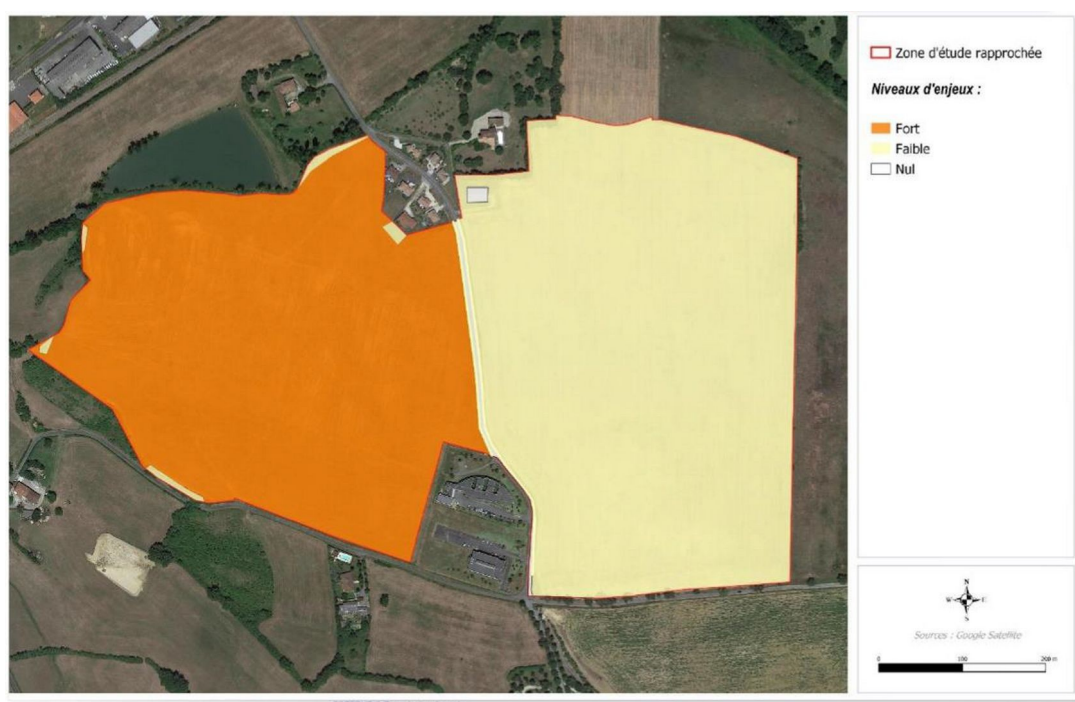 Zone d'étude rapprochée
Niveaux d'enjeux :
Fort
Faible
Nul
N
W
E
S
Sources : Google Satellite
0
100
200 m